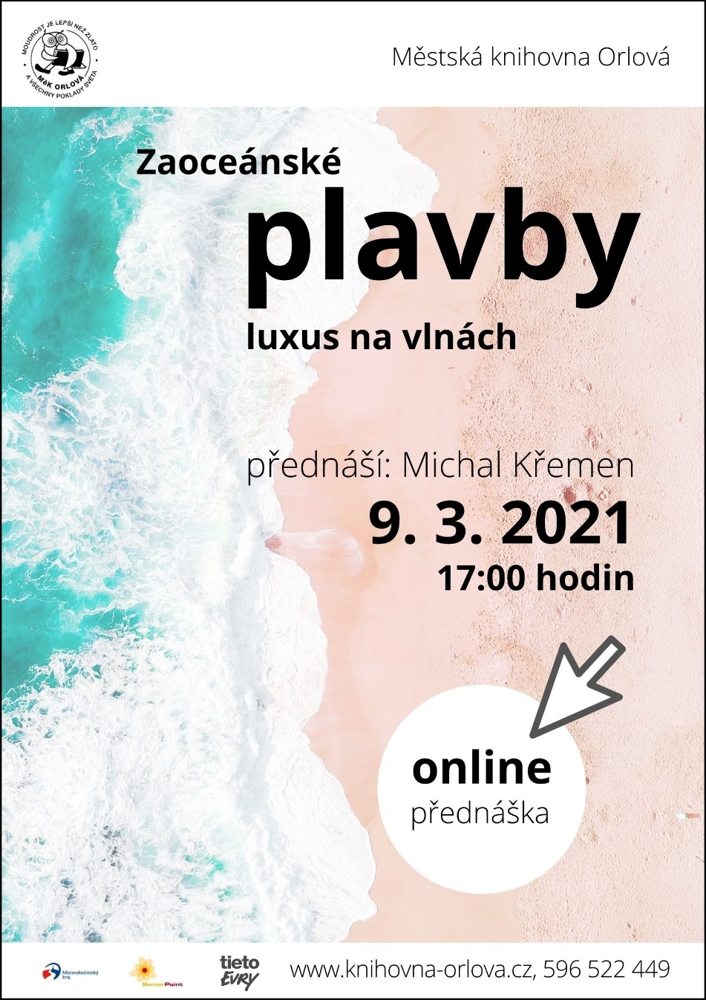 MOUDROST JE LEPŠÍ NEŽ ZLATO
A VŠECHNY POKLADY SVĚTA
MěK ORLOVÁ
Městská knihovna Orlová
Zaoceánské
plavby
luxus na vlnách
přednáší: Michal Křemen
9. 3. 2021
17:00 hodin
online
přednáška
Moravskoslezský
kraj
SeniorPoint
tieto
EVRY
www.knihovna-orlova.cz, 596 522 449